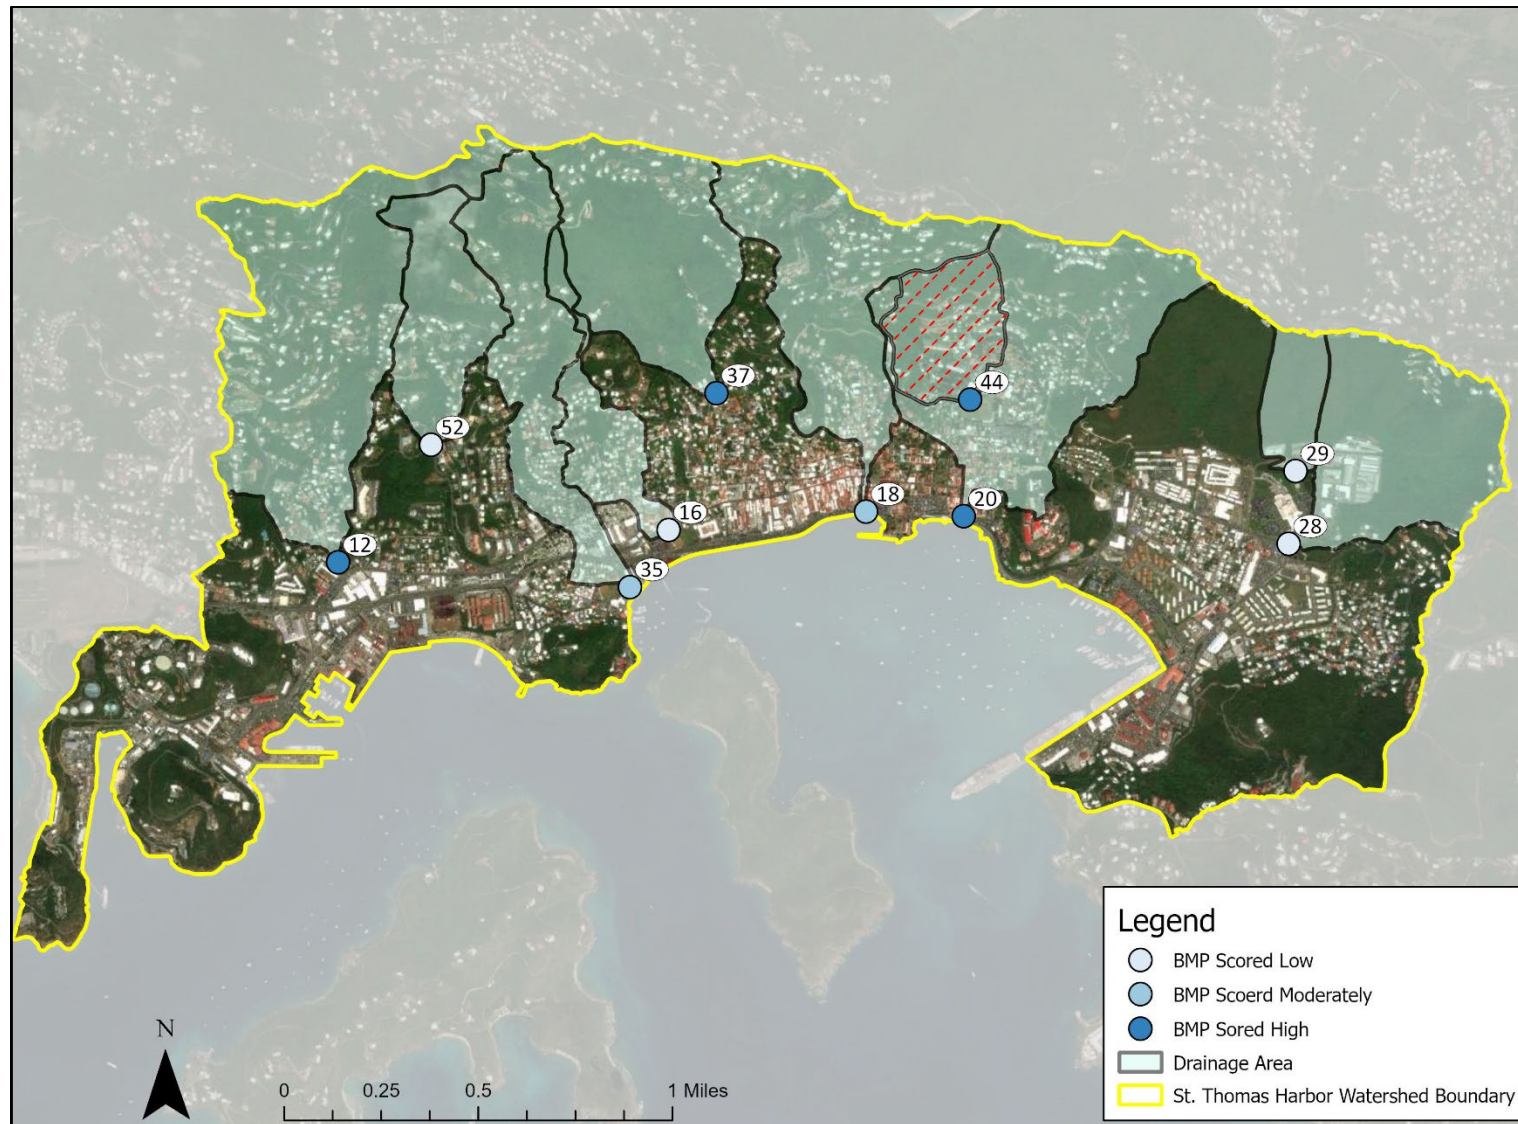 37
44
52
29
18
20
16
28
12
35
N
0 0.25 0.5 1 Miles
Legend
BMP Scored Low
BMP Scoerd Moderately
BMP Sored High
Drainage Area
St. Thomas Harbor Watershed Boundary